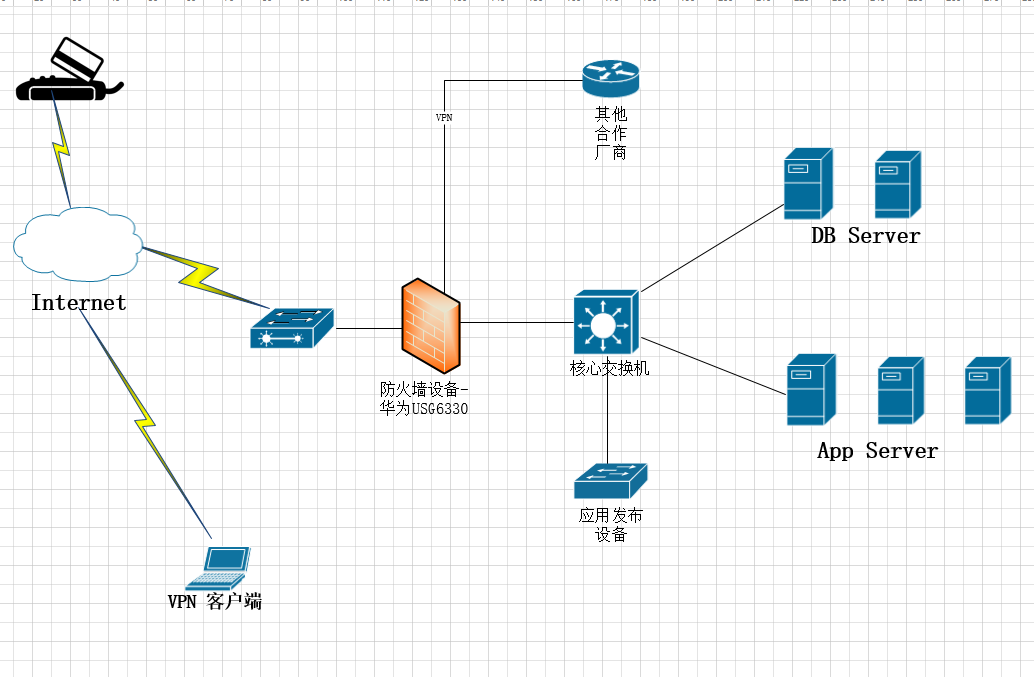 VPN
其他
合作
厂商
DB Server
Internet
核心交换机
防火墙设备-
华为USG6330
App Server
应用发布
设备
VPN 客户端